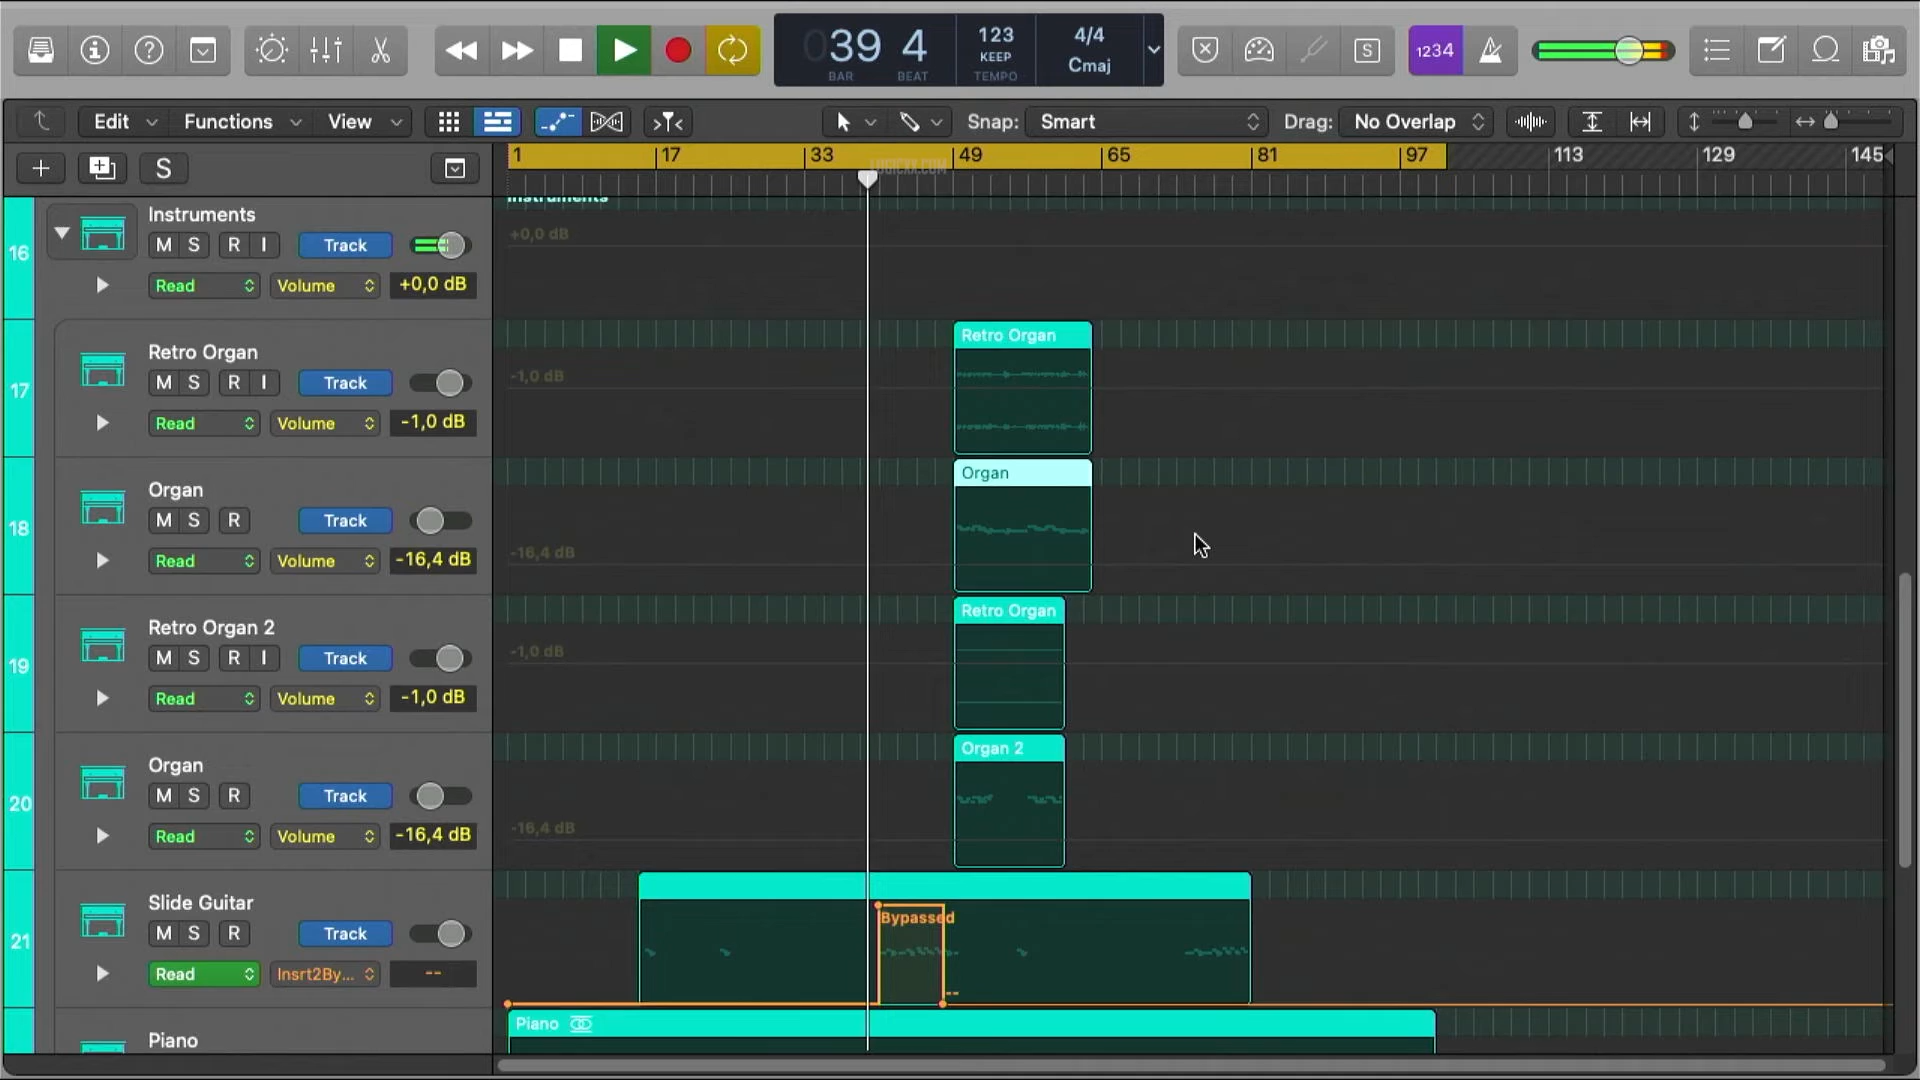 039 4 123 4/4
KEEP Cmaj
BAR BEAT TEMPO
S 1234
Edit Functions View Snap: Smart Drag: No Overlap
S 1 17 33 49 65 81 97 113 129 145
LOGICXX.COM
Instruments
16 Instruments
M S R I Track
Read Volume +0,0 dB
+0,0 dB
17 Retro Organ
M S R I Track
Read Volume -1,0 dB
Retro Organ
-1,0 dB
18 Organ
M S R Track
Read Volume -16,4 dB
Organ
-16,4 dB
19 Retro Organ 2
M S R I Track
Read Volume -1,0 dB
Retro Organ
-1,0 dB
20 Organ
M S R Track
Read Volume -16,4 dB
Organ 2
-16,4 dB
21 Slide Guitar
M S R Track
Read Insrt2By... --
Bypassed
--
Piano
Piano